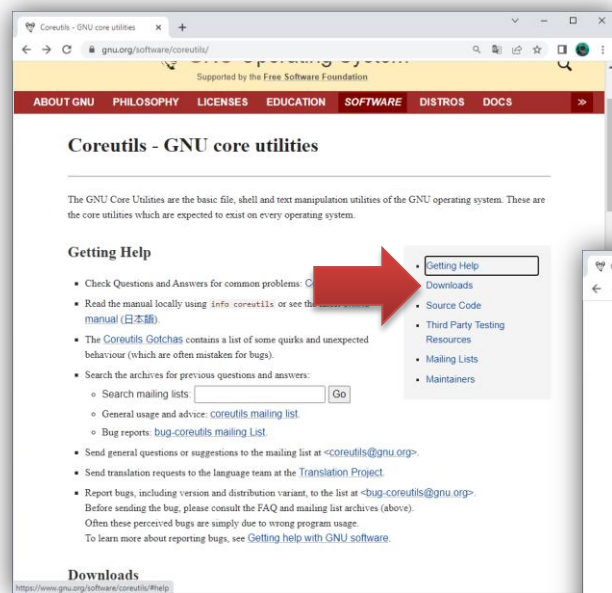 Coreutils - GNU core utilities
gnu.org/software/coreutils/
Supported by the Free Software Foundation
ABOUT GNU PHILOSOPHY LICENSES EDUCATION SOFTWARE DISTROS DOCS »
Coreutils - GNU core utilities
The GNU Core Utilities are the basic file, shell and text manipulation utilities of the GNU operating system. These are
the core utilities which are expected to exist on every operating system.
Getting Help
Check Questions and Answers for common problems:
Read the manual locally using info coreutils or see the
manual (日本語).
The Coreutils Gotchas contains a list of some quirks and unexpected
behaviour (which are often mistaken for bugs).
Search the archives for previous questions and answers:
Search mailing lists: Go
General usage and advice: coreutils mailing list.
Bug reports: bug-coreutils mailing List.
Send general questions or suggestions to the mailing list at <coreutils@gnu.org>.
Send translation requests to the language team at the Translation Project.
Report bugs, including version and distribution variant, to the list at <bug-coreutils@gnu.org>.
Before sending the bug, please consult the FAQ and mailing list archives (above).
Often these perceived bugs are simply due to wrong program usage.
To learn more about reporting bugs, see Getting help with GNU software.
Getting Help
Downloads
Source Code
Third Party Testing
Resources
Mailing Lists
Maintainers
Downloads
https://www.gnu.org/software/coreutils/#help